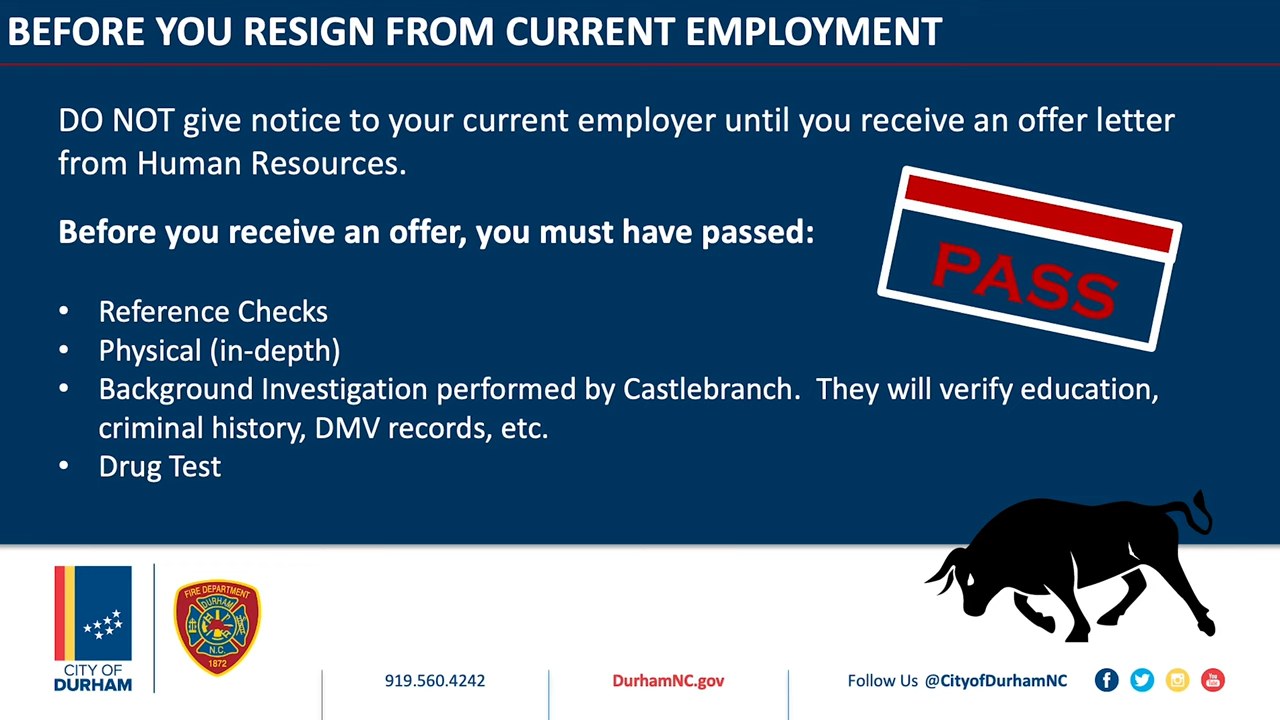 BEFORE YOU RESIGN FROM CURRENT EMPLOYMENT
DO NOT give notice to your current employer until you receive an offer letter
from Human Resources.
Before you receive an offer, you must have passed:
PASS
• Reference Checks
• Physical (in-depth)
• Background Investigation performed by Castlebranch.  They will verify education,
criminal history, DMV records, etc.
• Drug Test
CITY OF
DURHAM
FIRE DEPARTMENT
DURHAM
N.C.
1872
919.560.4242
DurhamNC.gov
Follow Us @CityofDurhamNC